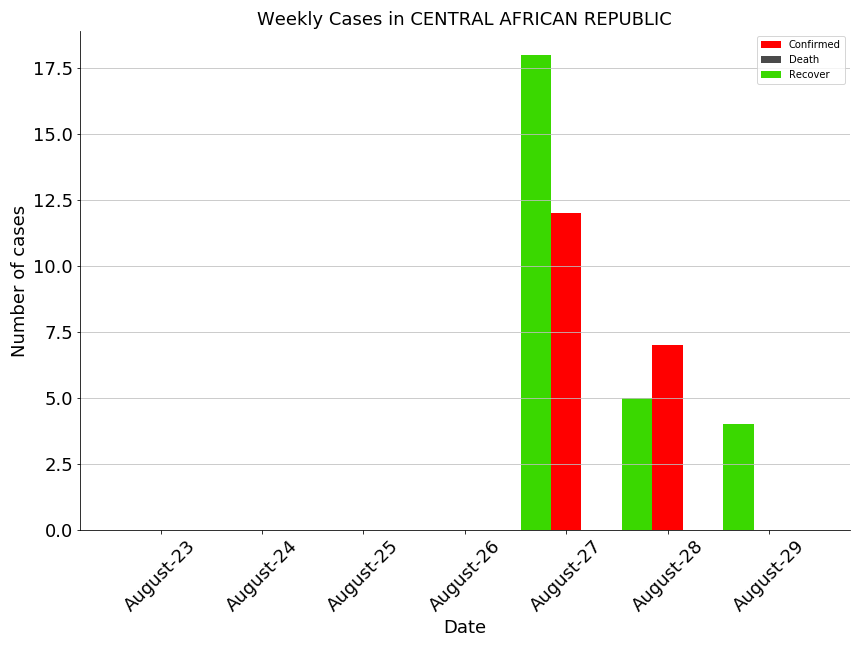 Weekly Cases in CENTRAL AFRICAN REPUBLIC
Confirmed
Death
Recover
Number of cases
17.5
15.0
12.5
10.0
7.5
5.0
2.5
0.0
August-23
August-24
August-25
August-26
August-27
August-28
August-29
Date